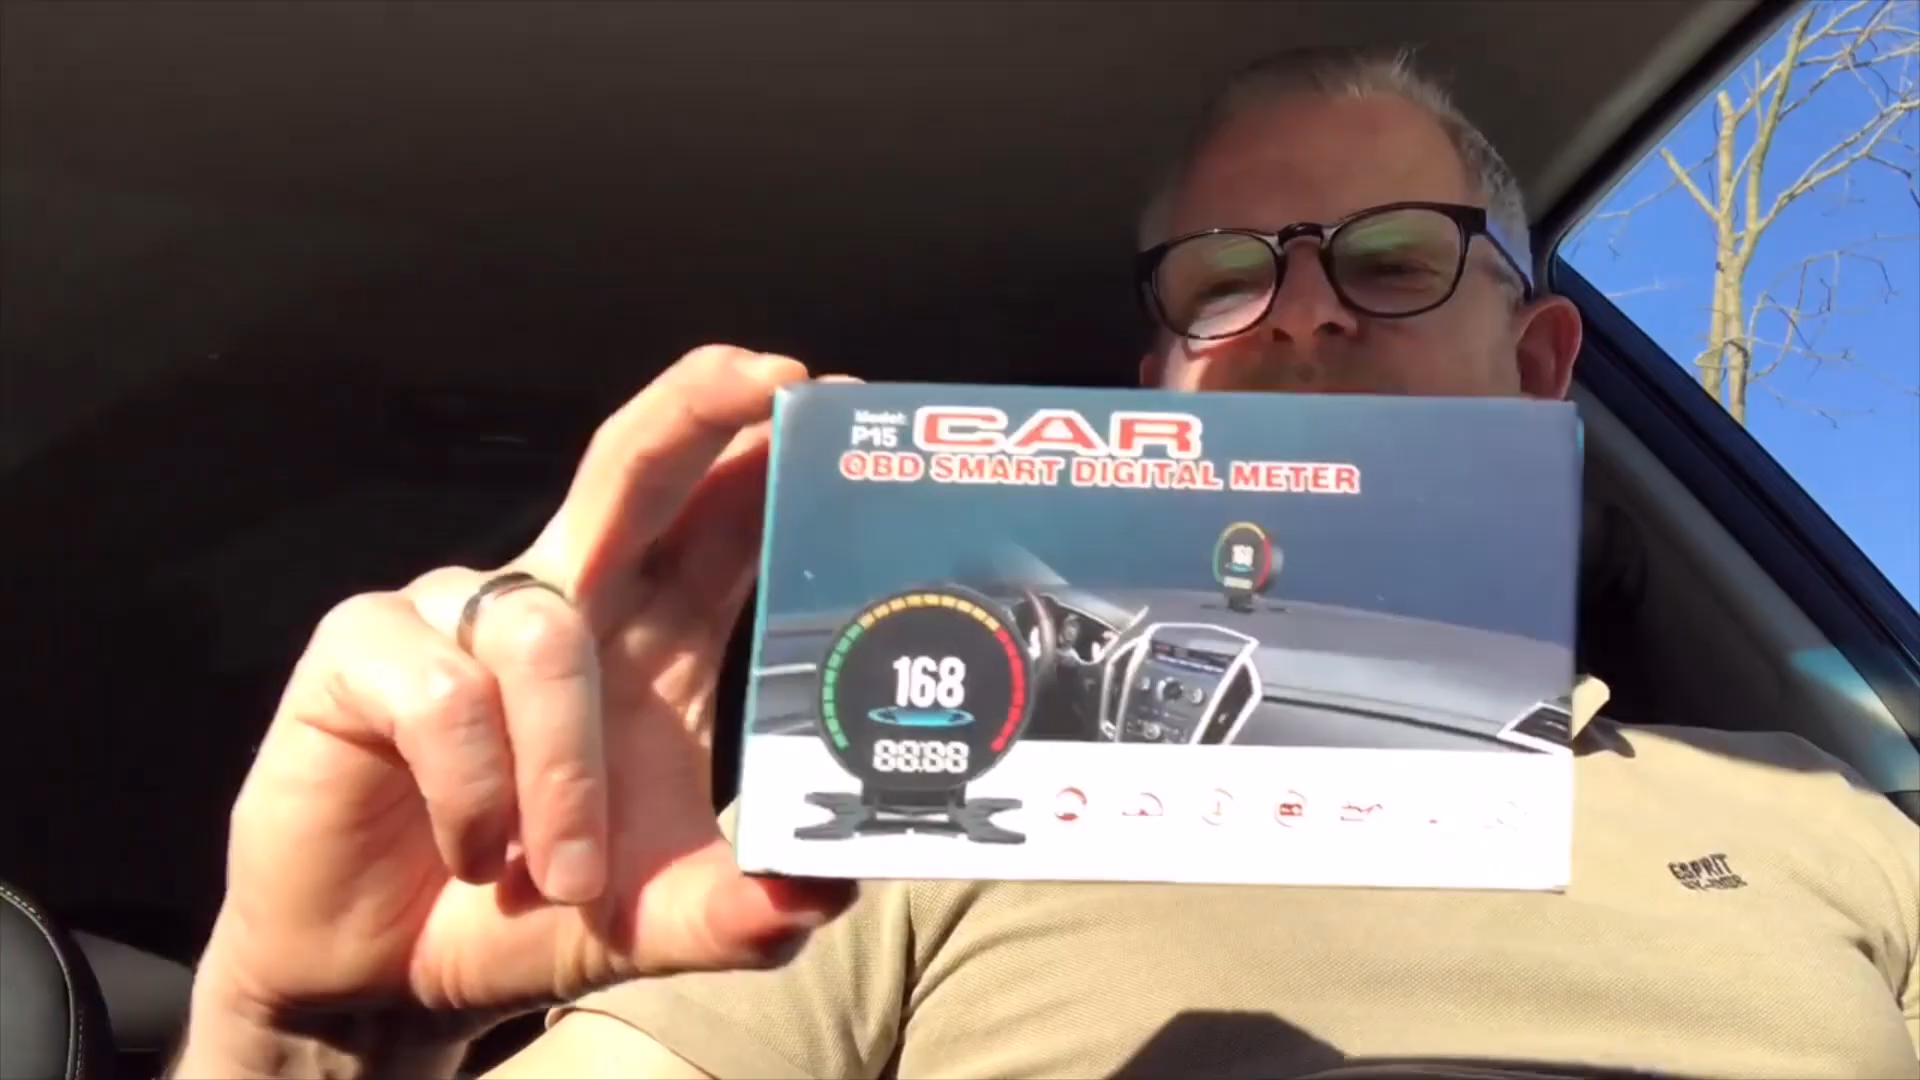 Model:
P15 CAR
OBD SMART DIGITAL METER
168
168
88:88
ESPRIT